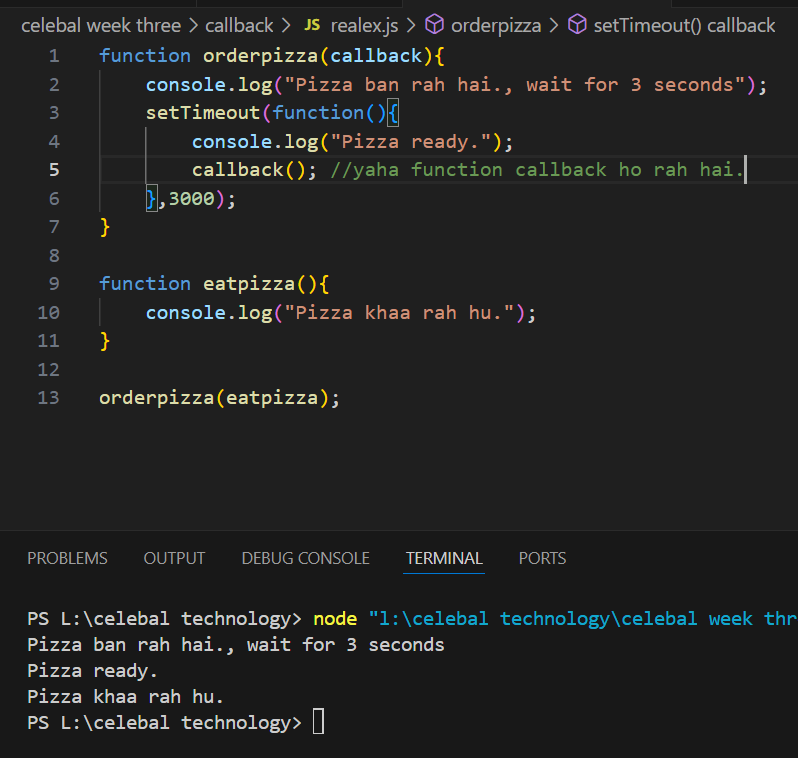 celebal week three > callback > JS realex.js > orderpizza > setTimeout() callback
1 function orderpizza(callback){
2 console.log("Pizza ban rah hai., wait for 3 seconds");
3 setTimeout(function(){
4 console.log("Pizza ready.");
5 callback(); //yaha function callback ho rah hai.
6 },3000);
7 }
8
9 function eatpizza(){
10 console.log("Pizza khaa rah hu.");
11 }
12
13 orderpizza(eatpizza);
PROBLEMS OUTPUT DEBUG CONSOLE TERMINAL PORTS
PS L:\celebal technology> node "l:\celebal technology\celebal week thr
Pizza ban rah hai., wait for 3 seconds
Pizza ready.
Pizza khaa rah hu.
PS L:\celebal technology>